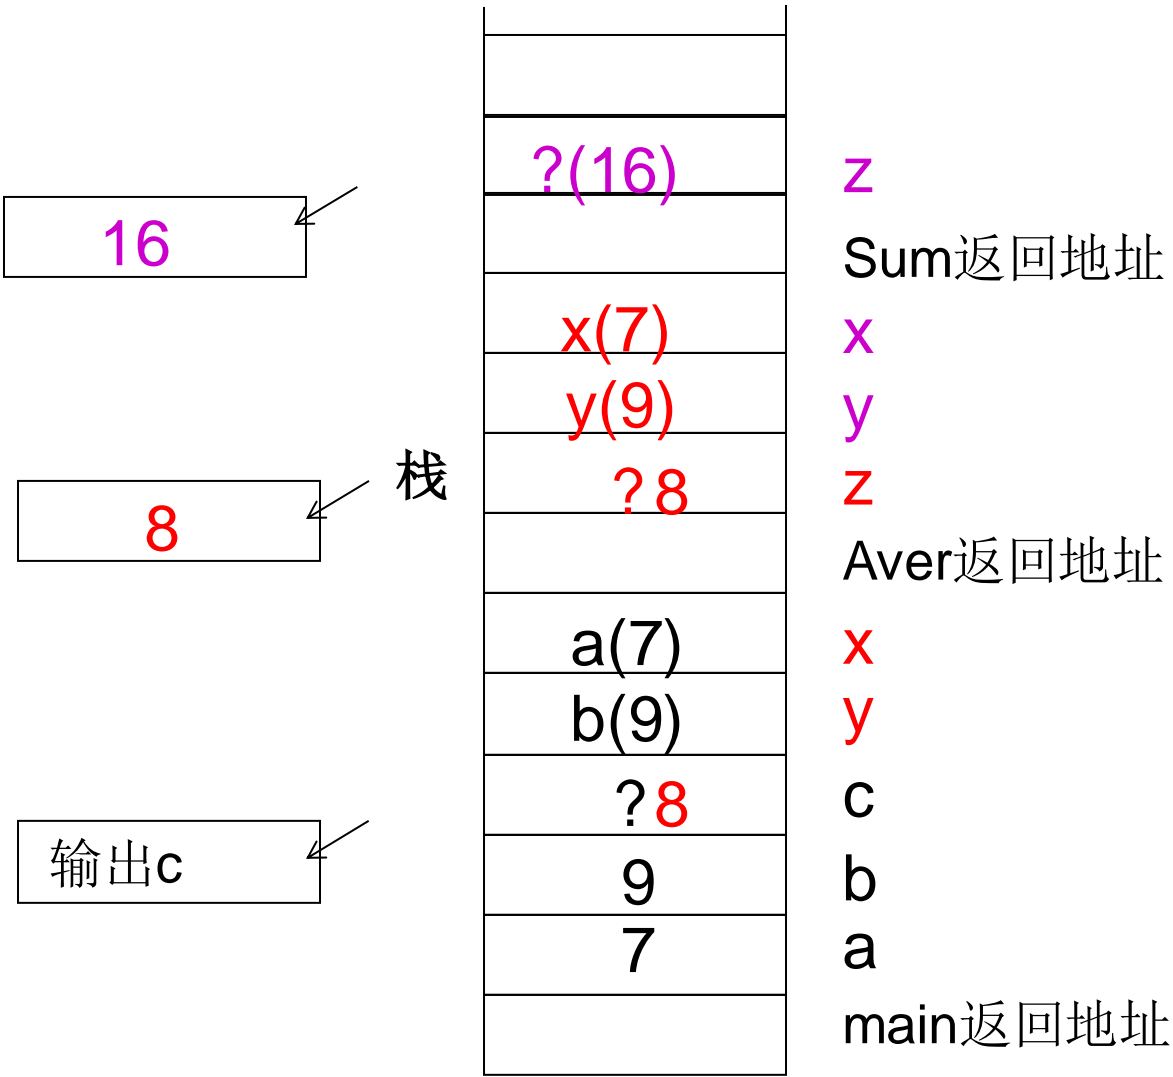 ?(16) z
16
Sum返回地址
x(7) x
y(9) y
栈
?8 z
8
Aver返回地址
a(7) x
b(9) y
?8 c
输出c
9 b
7 a
main返回地址